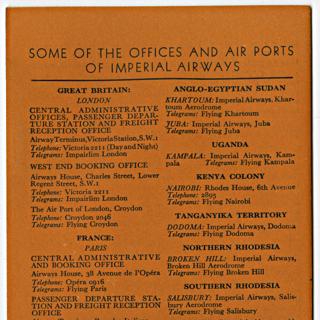 SOME OF THE OFFICES AND AIR PORTS
OF IMPERIAL AIRWAYS
GREAT BRITAIN:
LONDON
CENTRAL ADMINISTRATIVE
OFFICES, PASSENGER DEPAR-
TURE STATION AND FREIGHT
RECEPTION OFFICE
Airway Terminus, Victoria Station, S.W.1
Telephone: Victoria 2211 (Day and Night)
Telegrams: Impairlim London
WEST END BOOKING OFFICE
Airways House, Charles Street, Lower
Regent Street, S.W.1
Telephone: Victoria 2211
Telegrams: Impairlim London
The Air Port of London, Croydon
Telephone: Croydon 2046
Telegrams: Flying Croydon
FRANCE:
PARIS
CENTRAL ADMINISTRATIVE
AND BOOKING OFFICE
Airways House, 38 Avenue de l'Opéra
Telephone: Opéra 0916
Telegrams: Flying Paris
PASSENGER DEPARTURE STA-
TION AND FREIGHT RECEPTION
OFFICE
ANGLO-EGYPTIAN SUDAN
KHARTOUM: Imperial Airways, Khar-
toum Aerodrome
Telegrams: Flying Khartoum
JUBA: Imperial Airways, Juba
Telegrams: Flying Juba
UGANDA
KAMPALA: Imperial Airways, Kam-
pala Telegrams: Flying Kampala
KENYA COLONY
NAIROBI: Rhodes House, 6th Avenue
Telephone: 2895
Telegrams: Flying Nairobi
TANGANYIKA TERRITORY
DODOMA: Imperial Airways, Dodoma
Telegrams: Flying Dodoma
NORTHERN RHODESIA
BROKEN HILL: Imperial Airways,
Broken Hill Aerodrome
Telegrams: Flying Broken Hill
SOUTHERN RHODESIA
SALISBURY: Imperial Airways, Salis-
bury Aerodrome
Telegrams: Flying Salisbury